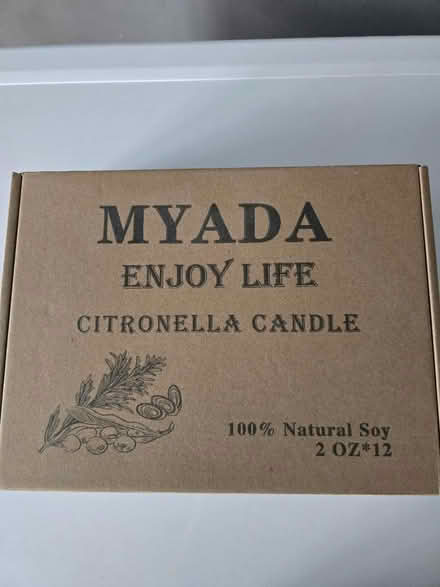 MYADA
ENJOY LIFE
CITRONELLA CANDLE
100% Natural Soy
2 OZ*12